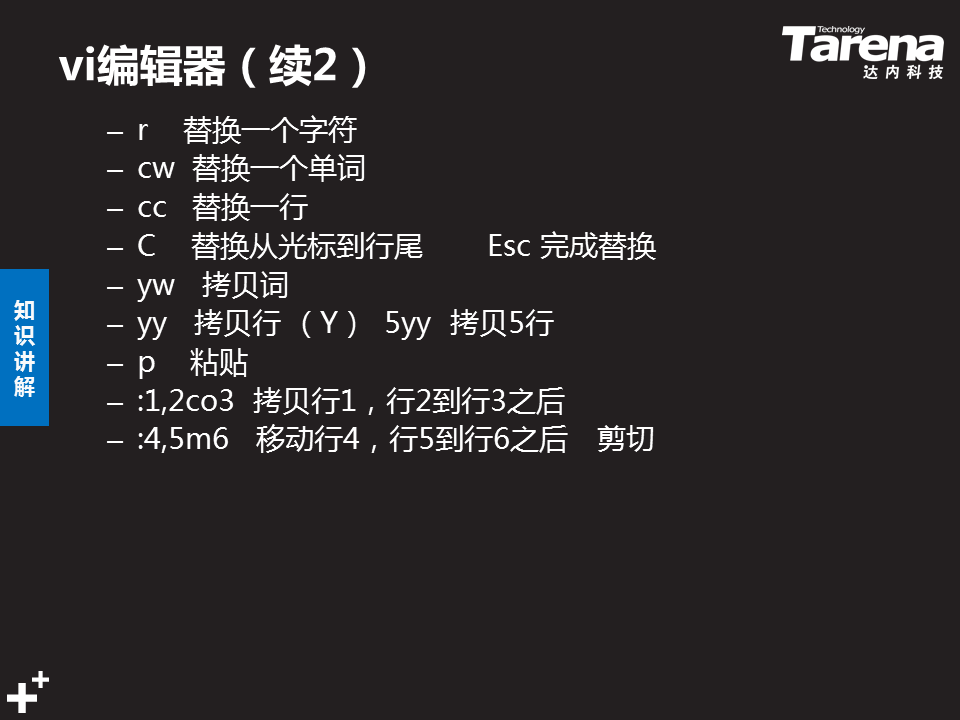 vi编辑器（续2）
Technology
Tarena
达内科技
– r 替换一个字符
– cw 替换一个单词
– cc 替换一行
– C 替换从光标到行尾 Esc 完成替换
– yw 拷贝词
– yy 拷贝行 （Y） 5yy 拷贝5行
– p 粘贴
– :1,2co3 拷贝行1，行2到行3之后
– :4,5m6 移动行4，行5到行6之后 剪切
知识讲解